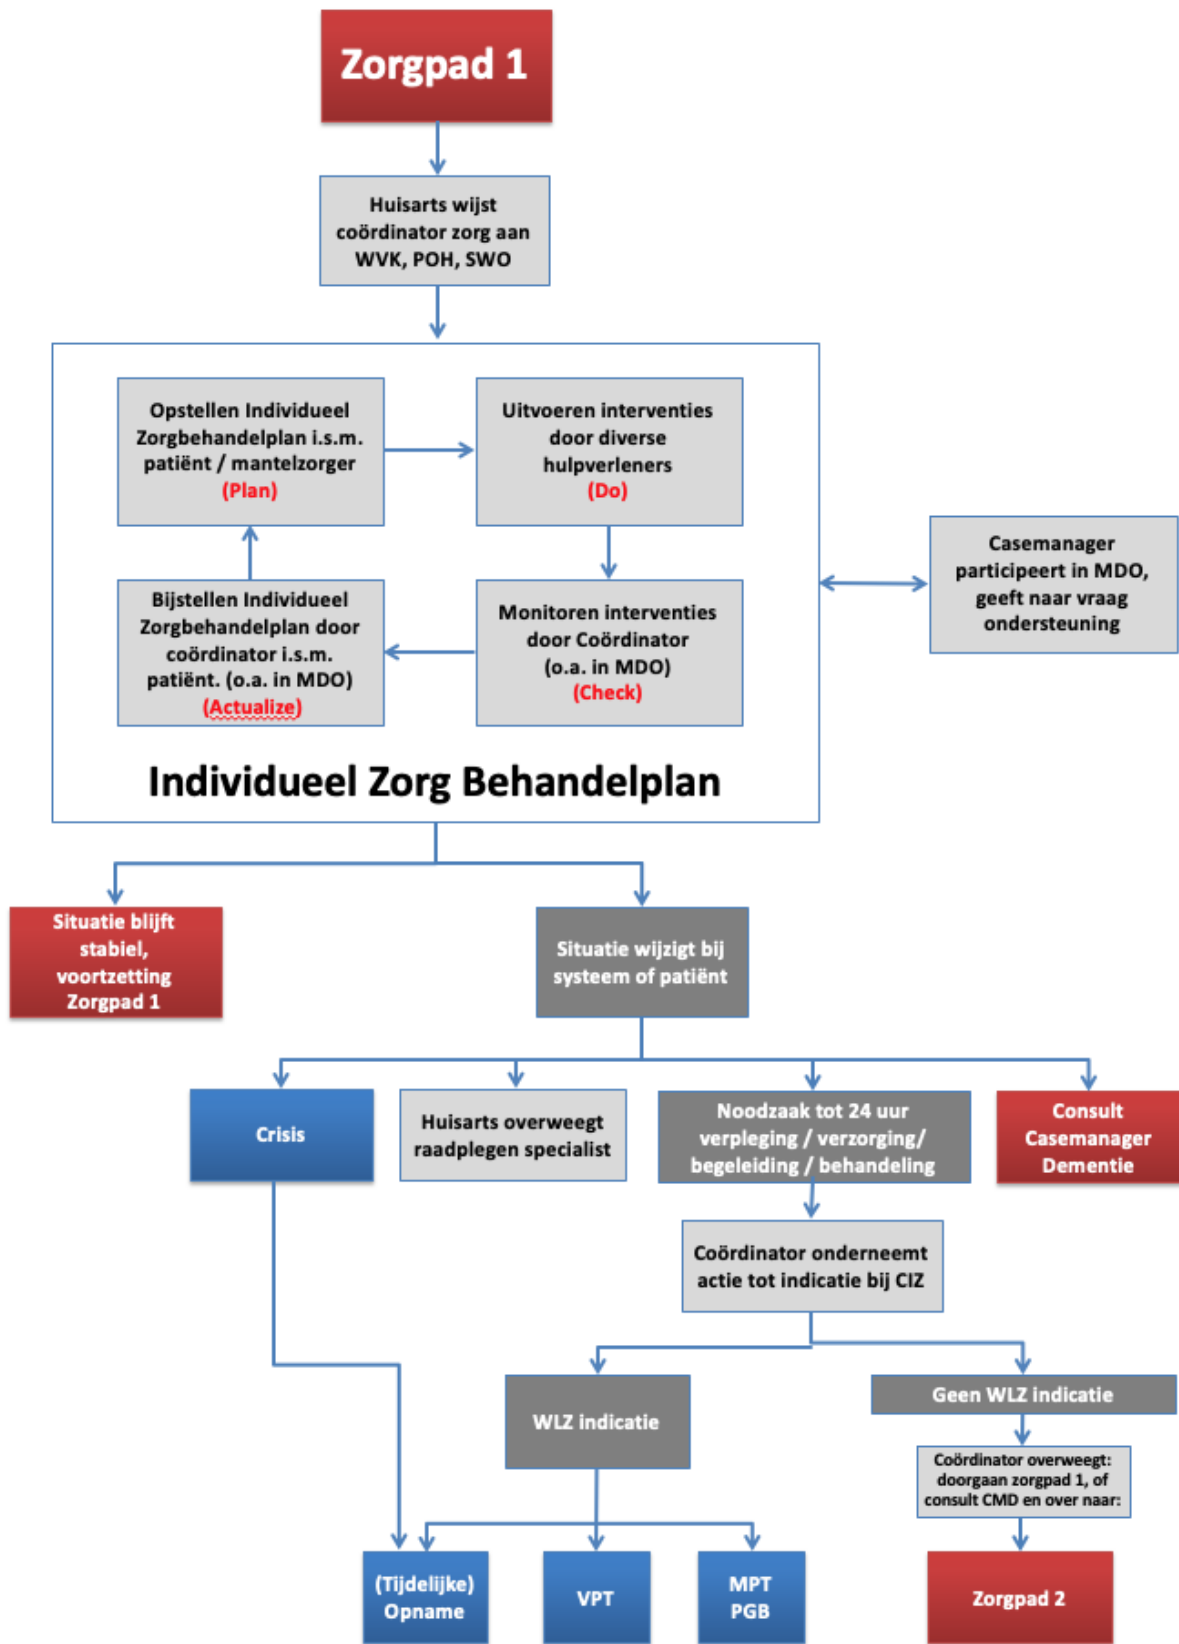 Zorgpad 1
Huisarts wijst
coördinator zorg aan
WVK, POH, SWO
Opstellen Individueel
Zorgbehandelplan i.s.m.
patiënt / mantelzorger
(Plan)
Uitvoeren interventies
door diverse
hulpverleners
(Do)
Bijstellen Individueel
Zorgbehandelplan door
coördinator i.s.m.
patiënt. (o.a. in MDO)
(Actualize)
Monitoren interventies
door Coördinator
(o.a. in MDO)
(Check)
Casemanager
participeert in MDO,
geeft naar vraag
ondersteuning
Individueel Zorg Behandelplan
Situatie blijft
stabiel,
voortzetting
Zorgpad 1
Situatie wijzigt bij
systeem of patiënt
Crisis
Huisarts overweegt
raadplegen specialist
Noodzaak tot 24 uur
verpleging / verzorging/
begeleiding / behandeling
Consult
Casemanager
Dementie
Coördinator onderneemt
actie tot indicatie bij CIZ
WLZ indicatie
Geen WLZ indicatie
Coördinator overweegt:
doorgaan zorgpad 1, of
consult CMD en over naar:
(Tijdelijke)
Opname
VPT
MPT
PGB
Zorgpad 2